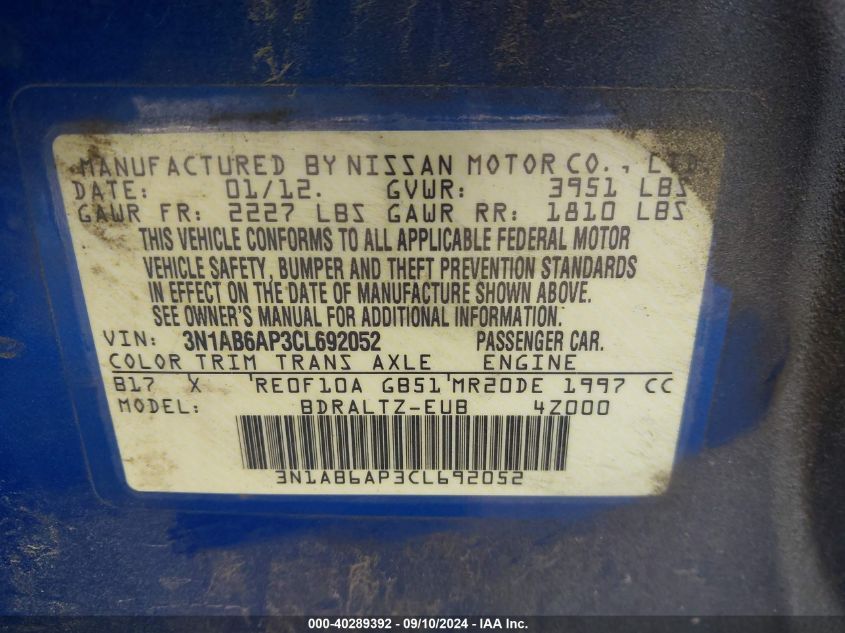 MANUFACTURED BY NISSAN MOTOR CO., LTD.
DATE: 01/12. GVWR: 3951 LBS
GAWR FR: 2227 LBS GAWR RR: 1810 LBS
THIS VEHICLE CONFORMS TO ALL APPLICABLE FEDERAL MOTOR
VEHICLE SAFETY, BUMPER AND THEFT PREVENTION STANDARDS
IN EFFECT ON THE DATE OF MANUFACTURE SHOWN ABOVE.
SEE OWNER'S MANUAL FOR ADDITIONAL INFORMATION.
VIN: 3N1AB6AP3CL692052 PASSENGER CAR.
COLOR TRIM TRANS AXLE ENGINE
B17 X 'RE0F10A GB51'MR20DE 1997 CC
MODEL: BDRALTZ-EUB 4Z000
3N1AB6AP3CL692052
000-40289392 - 09/10/2024 - IAA Inc.